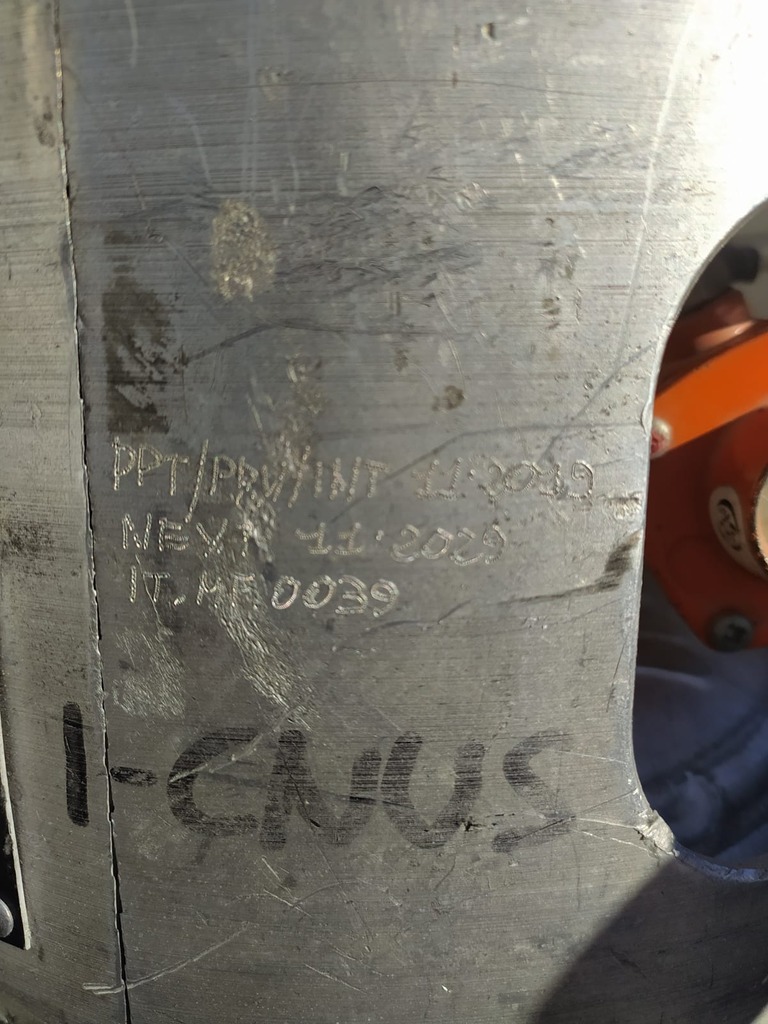 PPT/PRV/INT 11.2019
NEXT 11.2029
IT.MF.0039
I-CNUS